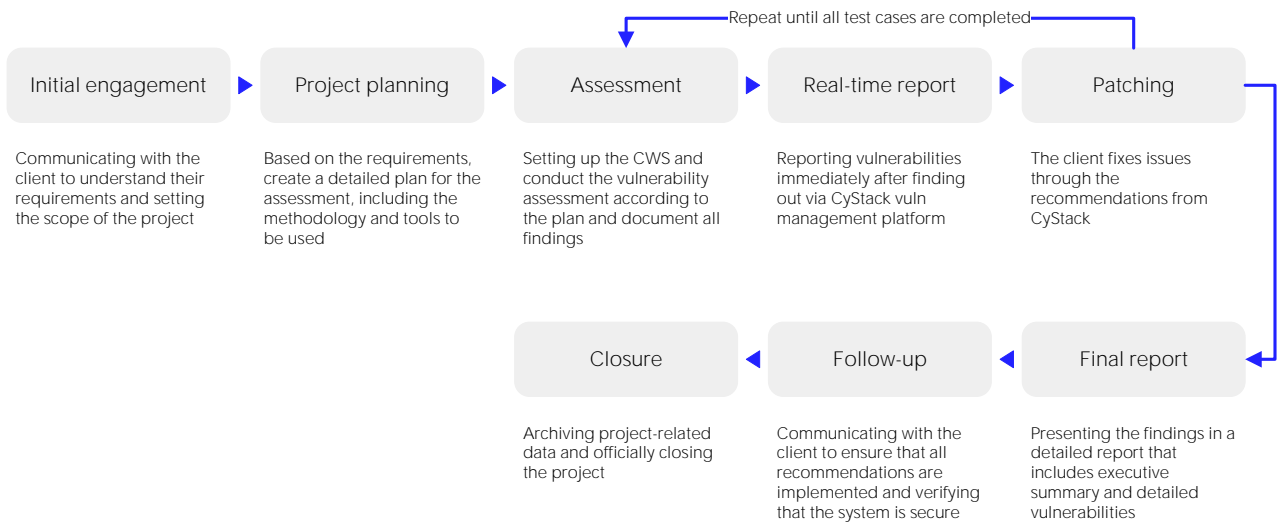 Repeat until all test cases are completed
Initial engagement
Project planning
Assessment
Real-time report
Patching
Communicating with the
client to understand their
requirements and setting
the scope of the project
Based on the requirements,
create a detailed plan for the
assessment, including the
methodology and tools to
be used
Setting up the CWS and
conduct the vulnerability
assessment according to
the plan and document all
findings
Reporting vulnerabilities
immediately after finding
out via CyStack vuln
management platform
The client fixes issues
through the
recommendations from
CyStack
Closure
Follow-up
Final report
Archiving project-related
data and officially closing
the project
Communicating with the
client to ensure that all
recommendations are
implemented and verifying
that the system is secure
Presenting the findings in a
detailed report that
includes executive
summary and detailed
vulnerabilities